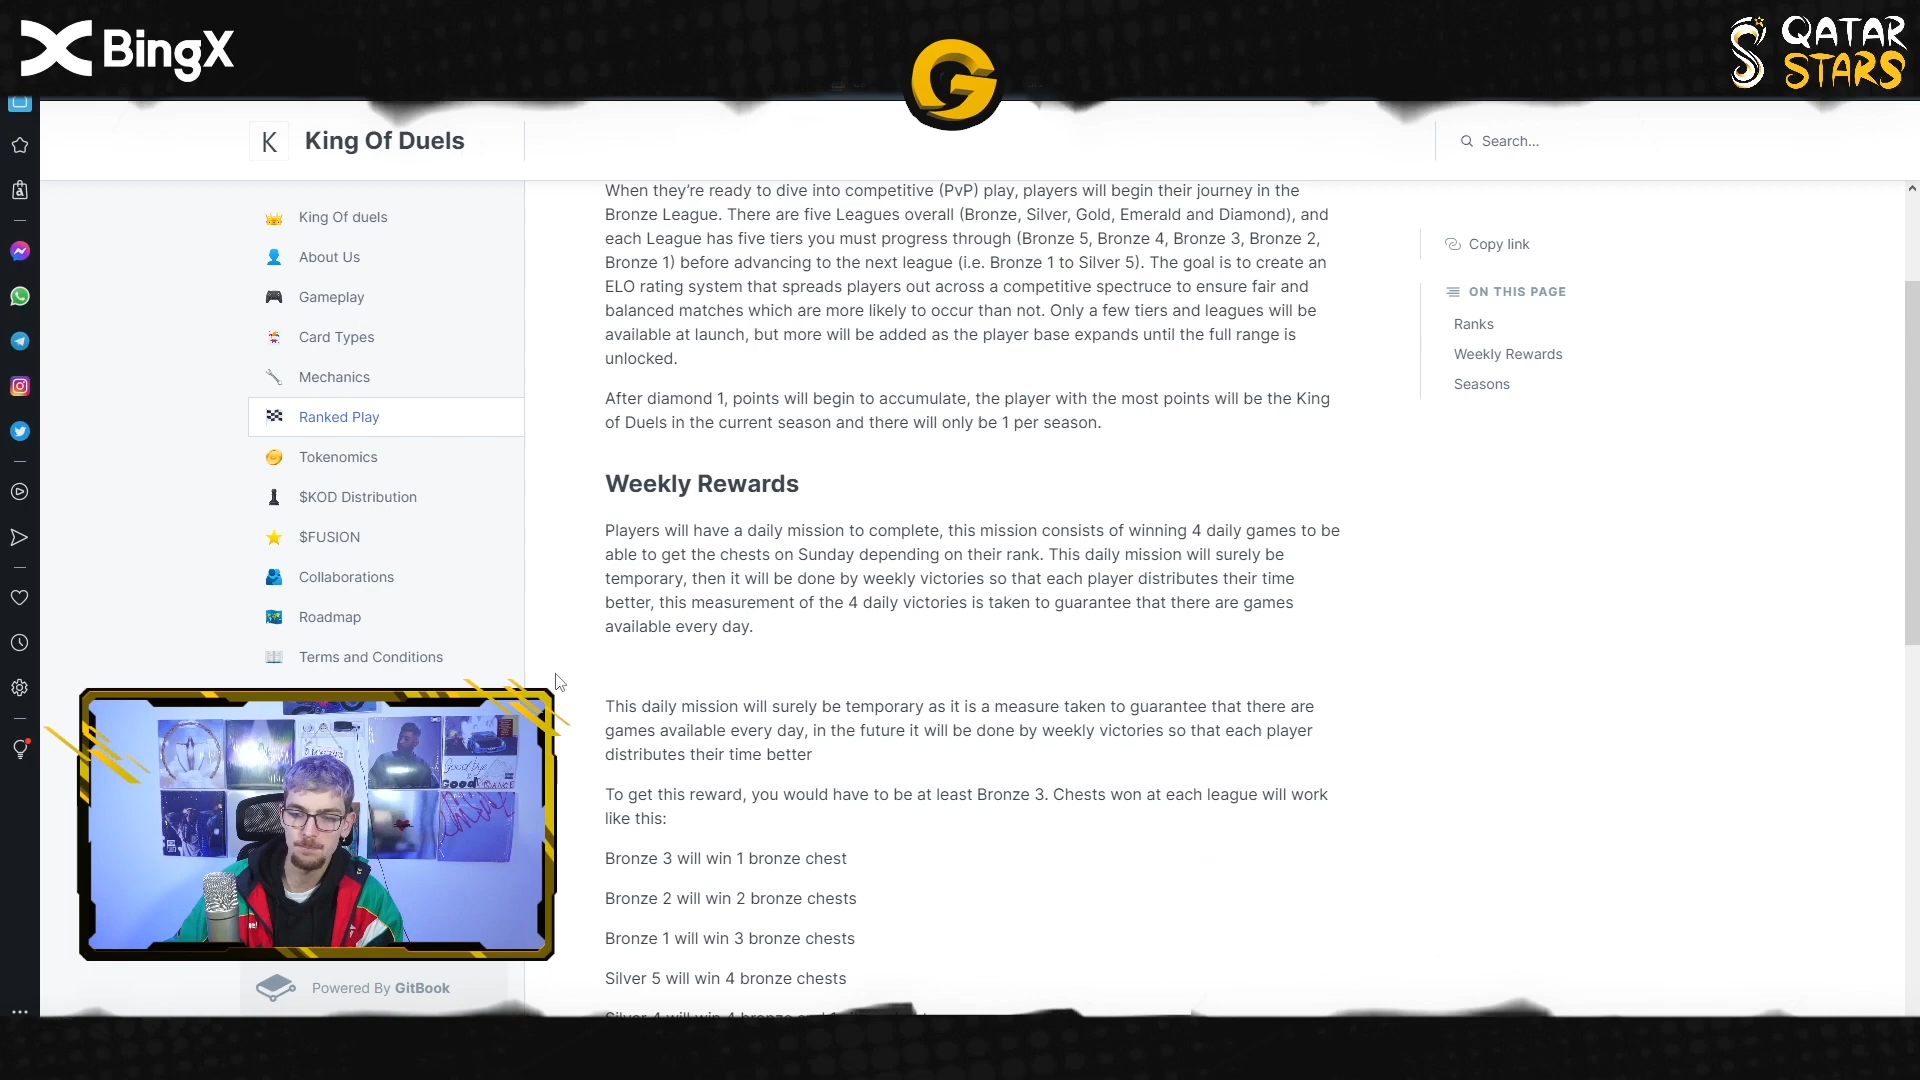 BingX
G
QATAR
STARS
K
King Of Duels
Search...
King Of duels
About Us
Gameplay
Card Types
Mechanics
Ranked Play
Tokenomics
$KOD Distribution
$FUSION
Collaborations
Roadmap
Terms and Conditions
Powered By GitBook
When they’re ready to dive into competitive (PvP) play, players will begin their journey in the
Bronze League. There are five Leagues overall (Bronze, Silver, Gold, Emerald and Diamond), and
each League has five tiers you must progress through (Bronze 5, Bronze 4, Bronze 3, Bronze 2,
Bronze 1) before advancing to the next league (i.e. Bronze 1 to Silver 5). The goal is to create an
ELO rating system that spreads players out across a competitive spectruce to ensure fair and
balanced matches which are more likely to occur than not. Only a few tiers and leagues will be
available at launch, but more will be added as the player base expands until the full range is
unlocked.
After diamond 1, points will begin to accumulate, the player with the most points will be the King
of Duels in the current season and there will only be 1 per season.
Weekly Rewards
Players will have a daily mission to complete, this mission consists of winning 4 daily games to be
able to get the chests on Sunday depending on their rank. This daily mission will surely be
temporary, then it will be done by weekly victories so that each player distributes their time
better, this measurement of the 4 daily victories is taken to guarantee that there are games
available every day.
This daily mission will surely be temporary as it is a measure taken to guarantee that there are
games available every day, in the future it will be done by weekly victories so that each player
distributes their time better
To get this reward, you would have to be at least Bronze 3. Chests won at each league will work
like this:
Bronze 3 will win 1 bronze chest
Bronze 2 will win 2 bronze chests
Bronze 1 will win 3 bronze chests
Silver 5 will win 4 bronze chests
Copy link
ON THIS PAGE
Ranks
Weekly Rewards
Seasons